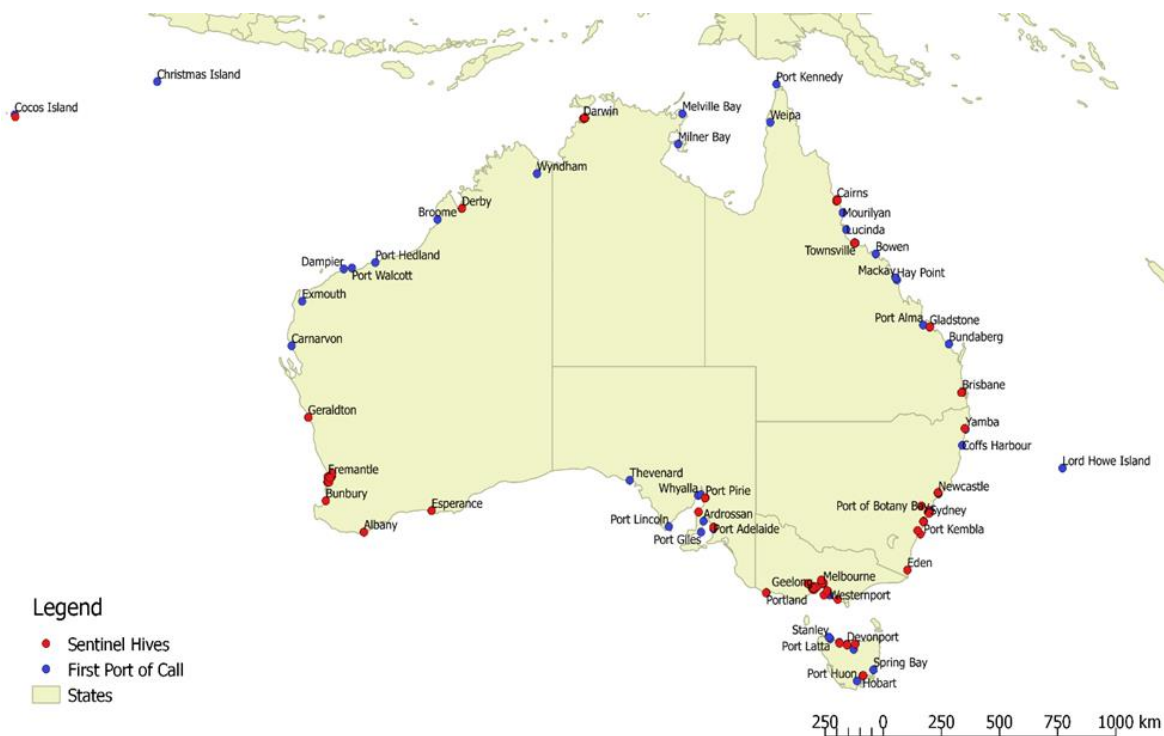 Port Kennedy
Christmas Island
Cocos Island
Darwin
Melville Bay
Weipa
Milner Bay
Wyndham
Cairns
Derby
Broome
Mourilyan
Lucinda
Townsville
Bowen
Port Hedland
Dampier
Port Walcott
Mackay
Hay Point
Exmouth
Port Alma
Gladstone
Bundaberg
Carnarvon
Brisbane
Geraldton
Yamba
Coffs Harbour
Lord Howe Island
Fremantle
Thevenard
Whyalla
Port Pirie
Newcastle
Bunbury
Esperance
Port of Botany Bay
Sydney
Ardrossan
Port Lincoln
Port Adelaide
Port Kembla
Albany
Port Giles
Eden
Geelong
Melbourne
Portland
Westernport
Stanley
Devonport
Port Latta
Spring Bay
Port Huon
Hobart
Legend
Sentinel Hives
First Port of Call
States
250 0 250 500 750 1000 km